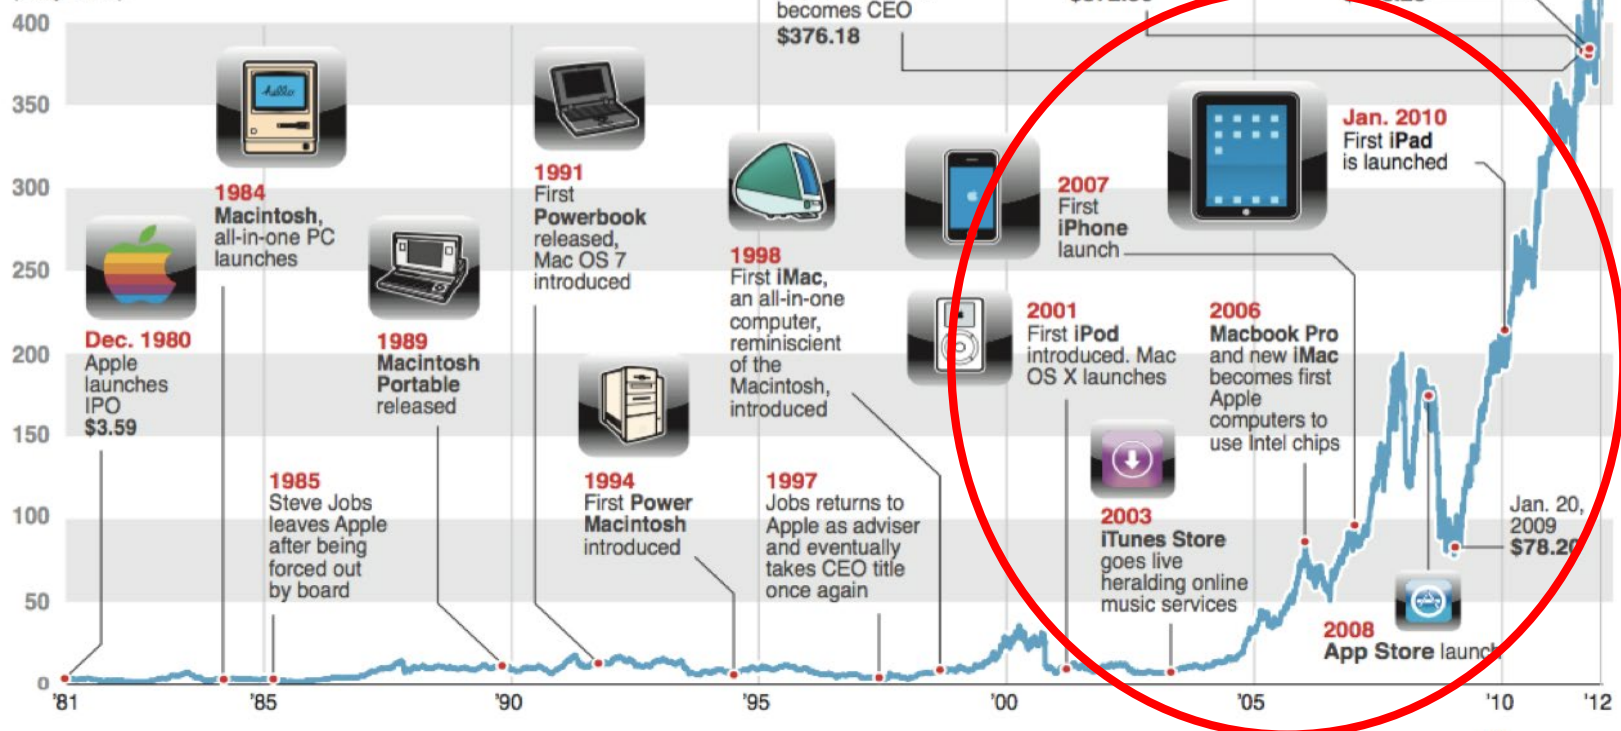 becomes CEO
$376.18
400
350
300
250
200
150
100
50
0
hello
Dec. 1980
Apple
launches
IPO
$3.59
1984
Macintosh,
all-in-one PC
launches
1985
Steve Jobs
leaves Apple
after being
forced out
by board
1989
Macintosh
Portable
released
1991
First
Powerbook
released,
Mac OS 7
introduced
1994
First Power
Macintosh
introduced
1997
Jobs returns to
Apple as adviser
and eventually
takes CEO title
once again
1998
First iMac,
an all-in-one
computer,
reminiscient
of the
Macintosh,
introduced
2001
First iPod
introduced. Mac
OS X launches
2003
iTunes Store
goes live
heralding online
music services
2006
Macbook Pro
and new iMac
becomes first
Apple
computers to
use Intel chips
2007
First
iPhone
launch
2008
App Store launch
Jan. 20,
2009
$78.20
Jan. 2010
First iPad
is launched
'81
'85
'90
'95
'00
'05
'10
'12